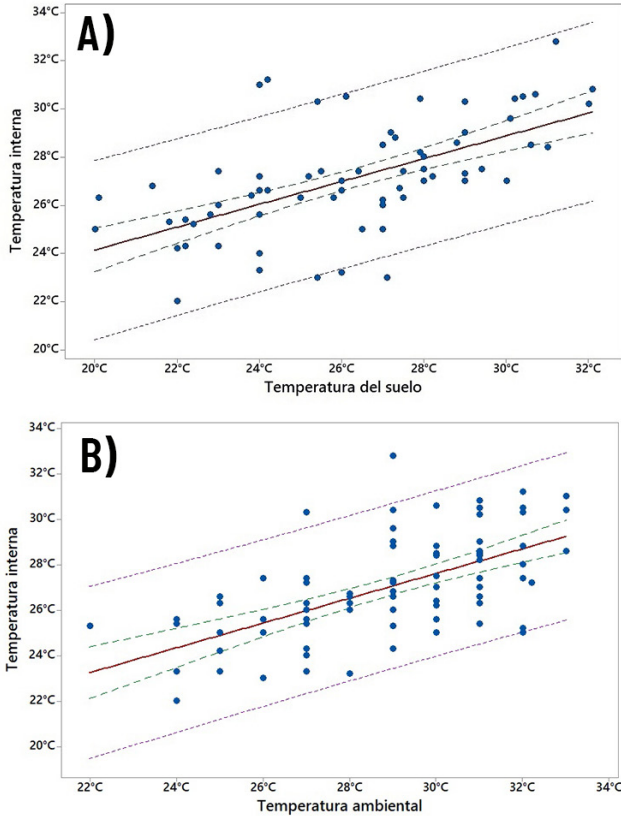 A)
34°C
32°C
30°C
28°C
26°C
24°C
22°C
20°C
Temperatura interna
20°C 22°C 24°C 26°C 28°C 30°C 32°C
Temperatura del suelo
B)
34°C
32°C
30°C
28°C
26°C
24°C
22°C
20°C
Temperatura interna
22°C 24°C 26°C 28°C 30°C 32°C 34°C
Temperatura ambiental